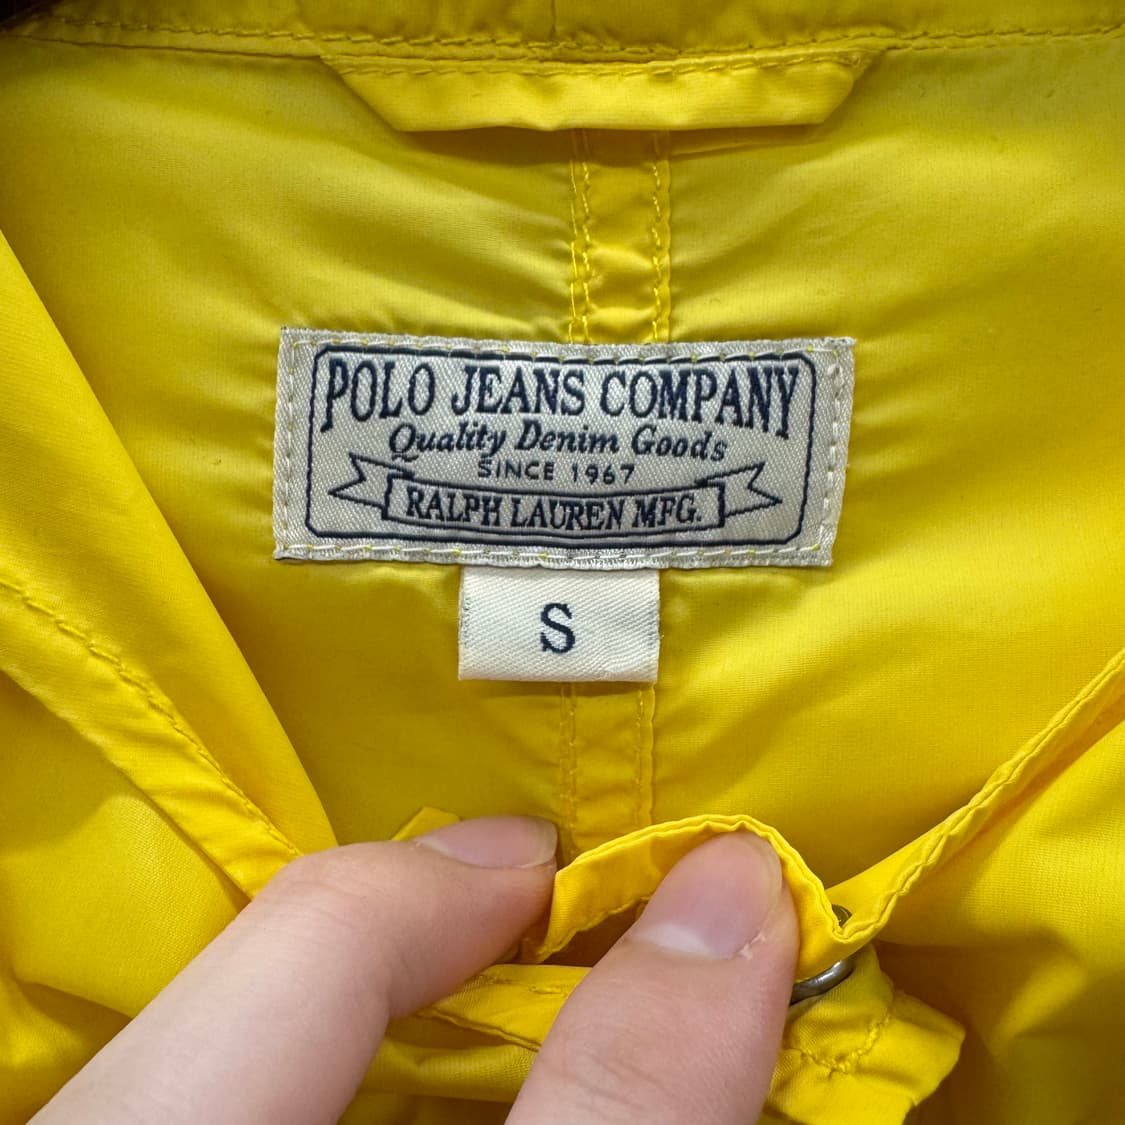 POLO JEANS COMPANY
Quality Denim Goods
SINCE 1967
RALPH LAUREN MFG.
S